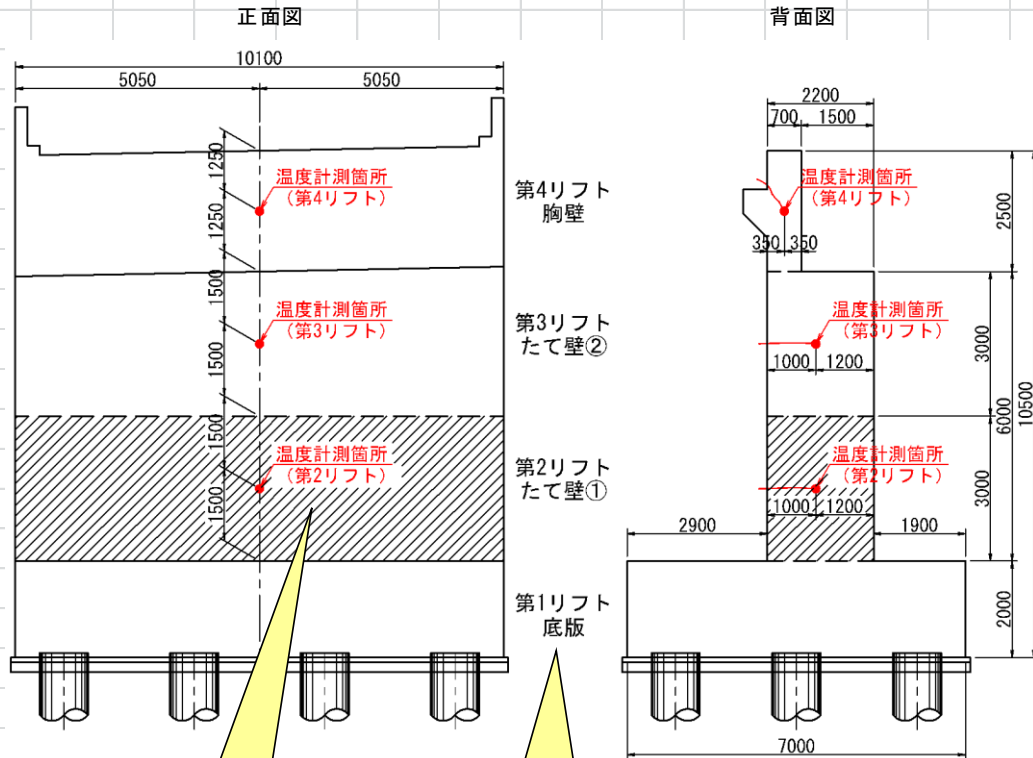 正面図
背面図
10100
5050
5050
1250
1250
1500
1500
1500
1500
温度計測箇所
（第4リフト）
温度計測箇所
（第3リフト）
温度計測箇所
（第2リフト）
第4リフト
胸壁
第3リフト
たて壁②
第2リフト
たて壁①
第1リフト
底版
2200
700
1500
温度計測箇所
（第4リフト）
350
350
温度計測箇所
（第3リフト）
1000
1200
温度計測箇所
（第2リフト）
1000
1200
2900
1900
2500
3000
3000
6000
2000
10500
7000